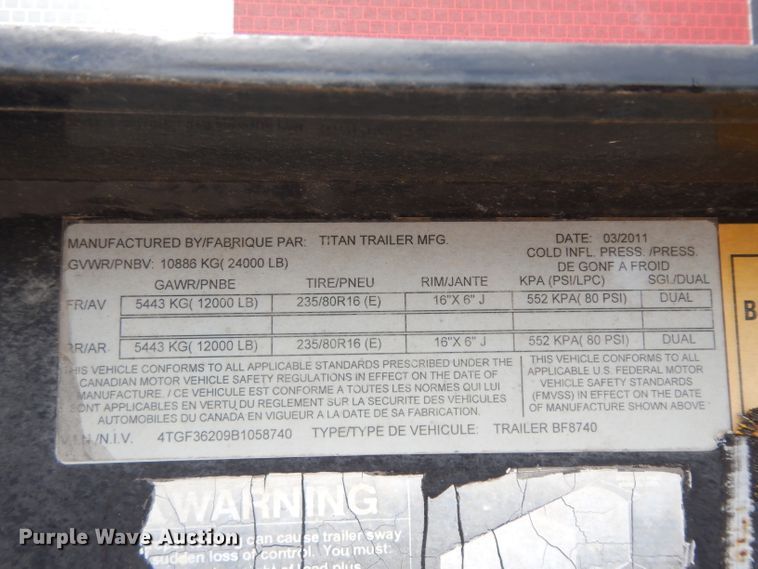 MANUFACTURED BY/FABRIQUE PAR: TITAN TRAILER MFG. DATE: 03/2011
GVWR/PNBV: 10886 KG( 24000 LB) COLD INFL. PRESS. /PRESS.
DE GONF A FROID
GAWR/PNBE TIRE/PNEU RIM/JANTE KPA (PSI/LPC) SGL/DUAL
FR/AV 5443 KG( 12000 LB) 235/80R16 (E) 16"X 6" J 552 KPA( 80 PSI) DUAL
RR/AR 5443 KG( 12000 LB) 235/80R16 (E) 16"X 6" J 552 KPA( 80 PSI) DUAL
THIS VEHICLE CONFORMS TO ALL APPLICABLE STANDARDS PRESCRIBED UNDER THE
CANADIAN MOTOR VEHICLE SAFETY REGULATIONS IN EFFECT ON THE DATE OF
MANUFACTURE. / CE VEHICULE EST CONFORME A TOUTES LES NORMES QUI LUI
SONT APPLICABLES EN VERTU DU REGLEMENT SUR LA SECURITE DES VEHICULES
AUTOMOBILES DU CANADA EN VIGUEUR A LA DATE DE SA FABRICATION.
THIS VEHICLE CONFORMS TO ALL
APPLICABLE U.S. FEDERAL MOTOR
VEHICLE SAFETY STANDARDS
(FMVSS) IN EFFECT ON THE DATE
OF MANUFACTURE SHOWN ABOVE
V.I.N./N.I.V. 4TGF36209B1058740 TYPE/TYPE DE VEHICULE: TRAILER BF8740
B
WARNING
can cause trailer sway
sudden loss of control. You must:
of load plus
Purple Wave Auction